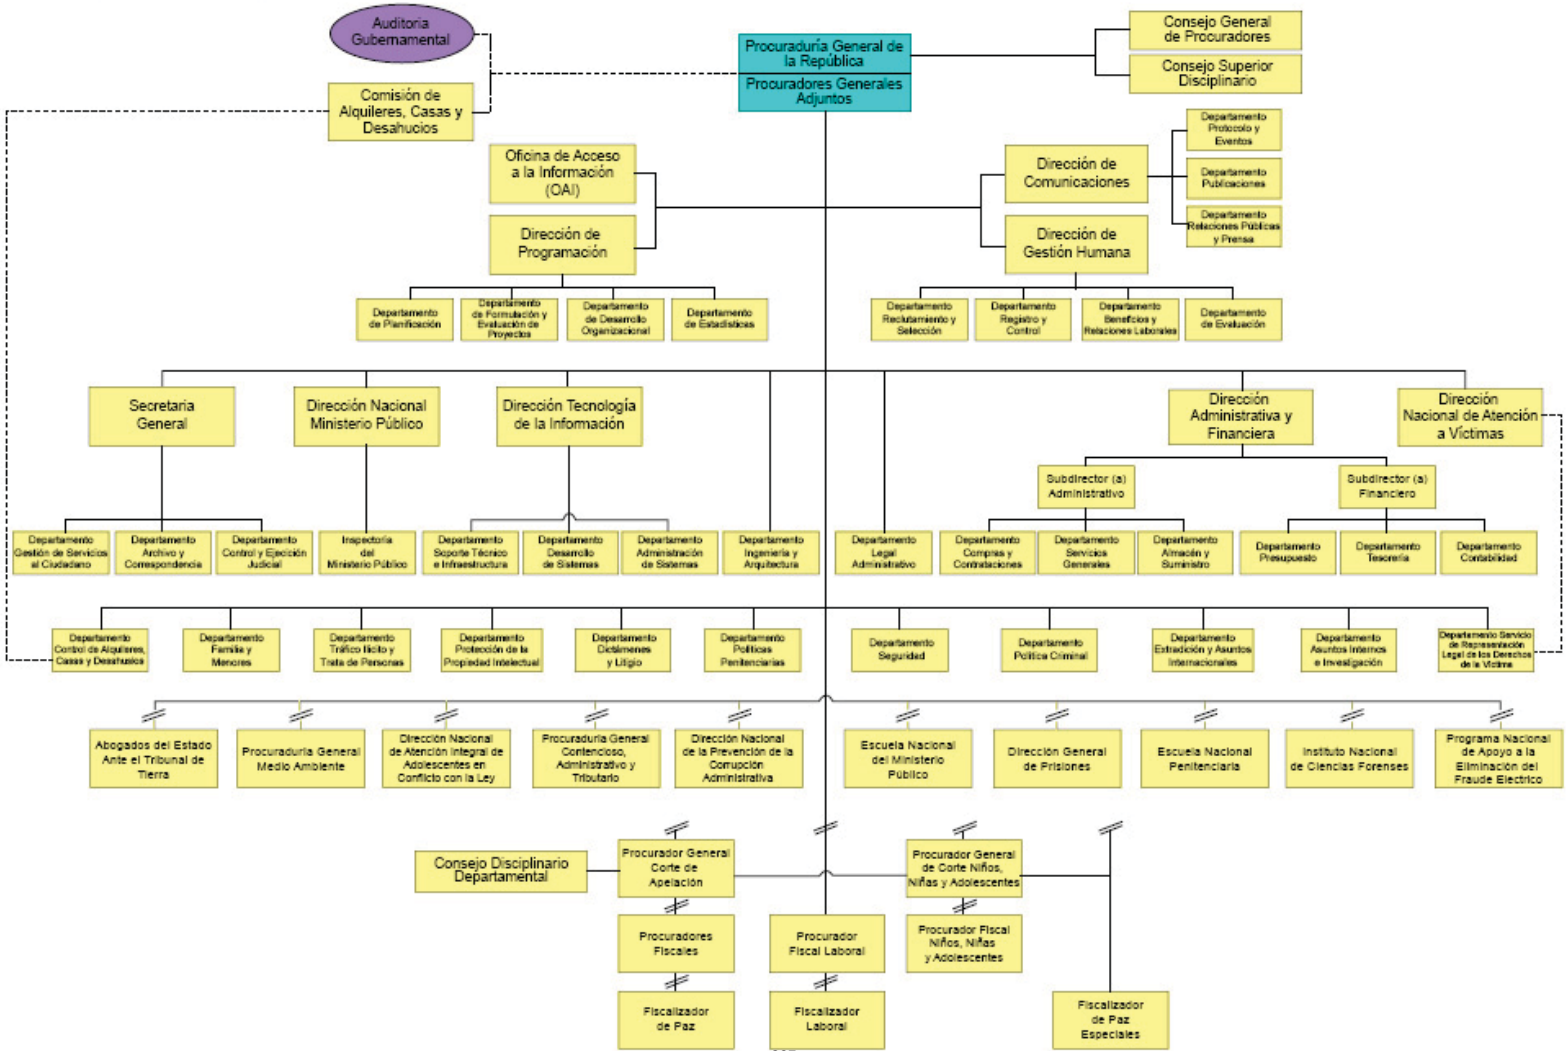 Auditoria
Gubernamental
Comisión de
Alquileres, Casas y
Desahucios
Procuraduría General de
la República
Procuradores Generales
Adjuntos
Consejo General
de Procuradores
Consejo Superior
Disciplinario
Oficina de Acceso
a la Información
(OAI)
Dirección de
Programación
Dirección de
Comunicaciones
Dirección de
Gestión Humana
Departamento
Protocolo y
Eventos
Departamento
Publicaciones
Departamento
Relaciones Públicas
y Prensa
Departamento
de Planificación
Departamento
de Formulación y
Evaluación de
Proyectos
Departamento
de Desarrollo
Organizacional
Departamento
de Estadísticas
Departamento
Reclutamiento y
Selección
Departamento
Registro y
Control
Departamento
Beneficios y
Relaciones Laborales
Departamento
de Evaluación
Secretaria
General
Dirección Nacional
Ministerio Público
Dirección Tecnología
de la Información
Dirección
Administrativa y
Financiera
Dirección
Nacional de Atención
a Víctimas
Subdirector (a)
Administrativo
Subdirector (a)
Financiero
Departamento
Gestión de Servicios
al Ciudadano
Departamento
Archivo y
Correspondencia
Departamento
Control y Ejecición
Judicial
Inspectoría
del
Ministerio Público
Departamento
Soporte Técnico
e Infraestructura
Departamento
Desarrollo
de Sistemas
Departamento
Administración
de Sistemas
Departamento
Ingeniería y
Arquitectura
Departamento
Legal
Administrativo
Departamento
Compras y
Contrataciones
Departamento
Servicios
Generales
Departamento
Almacén y
Suministro
Departamento
Presupuesto
Departamento
Tesorería
Departamento
Contabilidad
Departamento
Control de Alquileres,
Casas y Desahusios
Departamento
Familia y
Menores
Departamento
Tráfico Ilícito y
Trata de Personas
Departamento
Protección de la
Propiedad Intelectual
Departamento
Dictámenes
y Litigio
Departamento
Políticas
Penitenciarias
Departamento
Seguridad
Departamento
Política Criminal
Departamento
Extradición y Asuntos
Internacionales
Departamento
Asuntos Internos
e Investigación
Departamento Servicio
de Representación
Legal de los Derechos
de la Víctima
Abogados del Estado
Ante el Tribunal de
Tierra
Procuraduría General
Medio Ambiente
Dirección Nacional
de Atención Integral de
Adolescentes en
Conflicto con la Ley
Procuraduría General
Contencioso,
Administrativo y
Tributario
Dirección Nacional
de la Prevención de la
Corrupción
Administrativa
Escuela Nacional
del Ministerio
Público
Dirección General
de Prisiones
Escuela Nacional
Penitenciaria
Instituto Nacional
de Ciencias Forenses
Programa Nacional
de Apoyo a la
Eliminación del
Fraude Electrico
Consejo Disciplinario
Departamental
Procurador General
Corte de
Apelación
Procurador General
de Corte Niños,
Niñas y Adolescentes
Procuradores
Fiscales
Procurador
Fiscal Laboral
Procurador Fiscal
Niños, Niñas
y Adolescentes
Fiscalizador
de Paz
Fiscalizador
Laboral
Fiscalizador
de Paz
Especiales